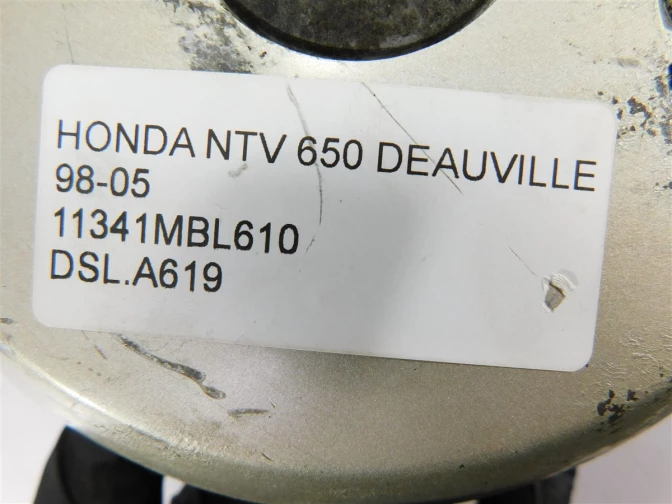 HONDA NTV 650 DEAUVILLE
98-05
11341MBL610
DSL.A619